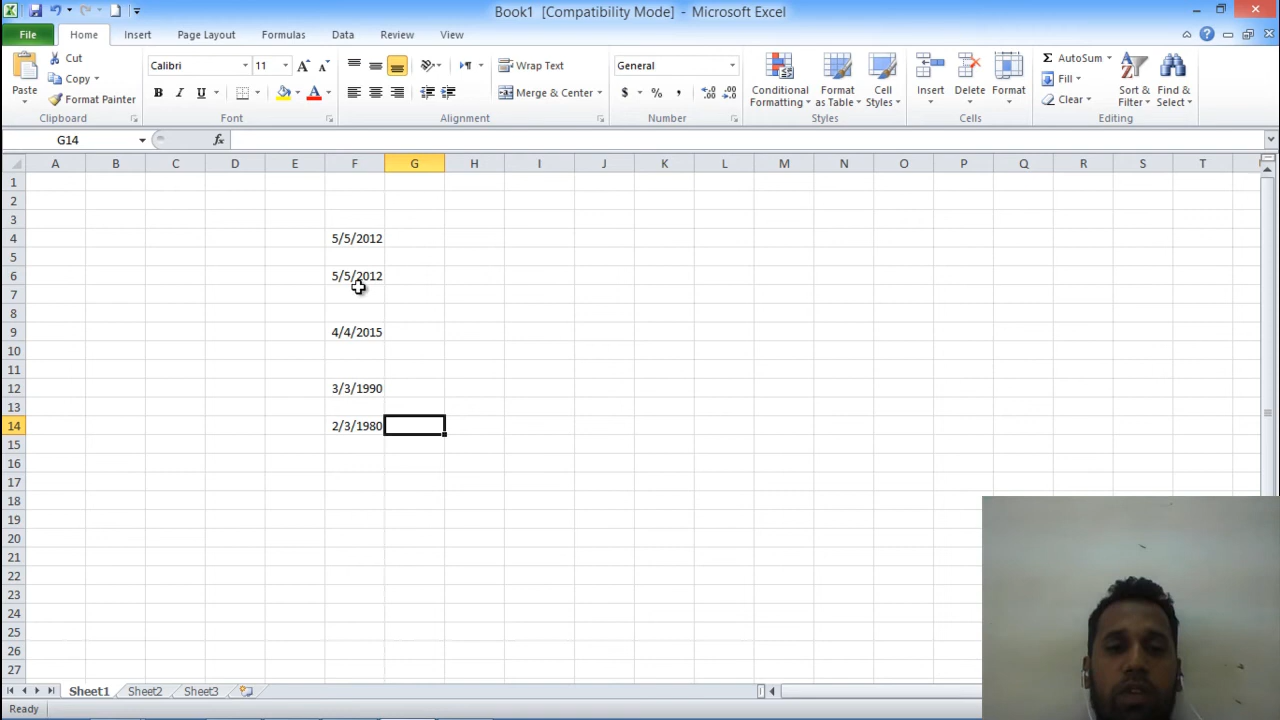 Book1 [Compatibility Mode] - Microsoft Excel
File Home Insert Page Layout Formulas Data Review View
Paste
Cut
Copy
Format Painter
Clipboard
Calibri 11
B I U
Font
Wrap Text
Merge & Center
Alignment
General
$ % ,
Number
Conditional Formatting
Format as Table
Cell Styles
Styles
Insert
Delete
Format
Cells
Σ AutoSum
Fill
Clear
Sort & Filter
Find & Select
Editing
G14 fx
A B C D E F G H I J K L M N O P Q R S T
1
2
3
4 5/5/2012
5
6 5/5/2012
7
8
9 4/4/2015
10
11
12 3/3/1990
13
14 2/3/1980
15
16
17
18
19
20
21
22
23
24
25
26
27
Sheet1 Sheet2 Sheet3
Ready